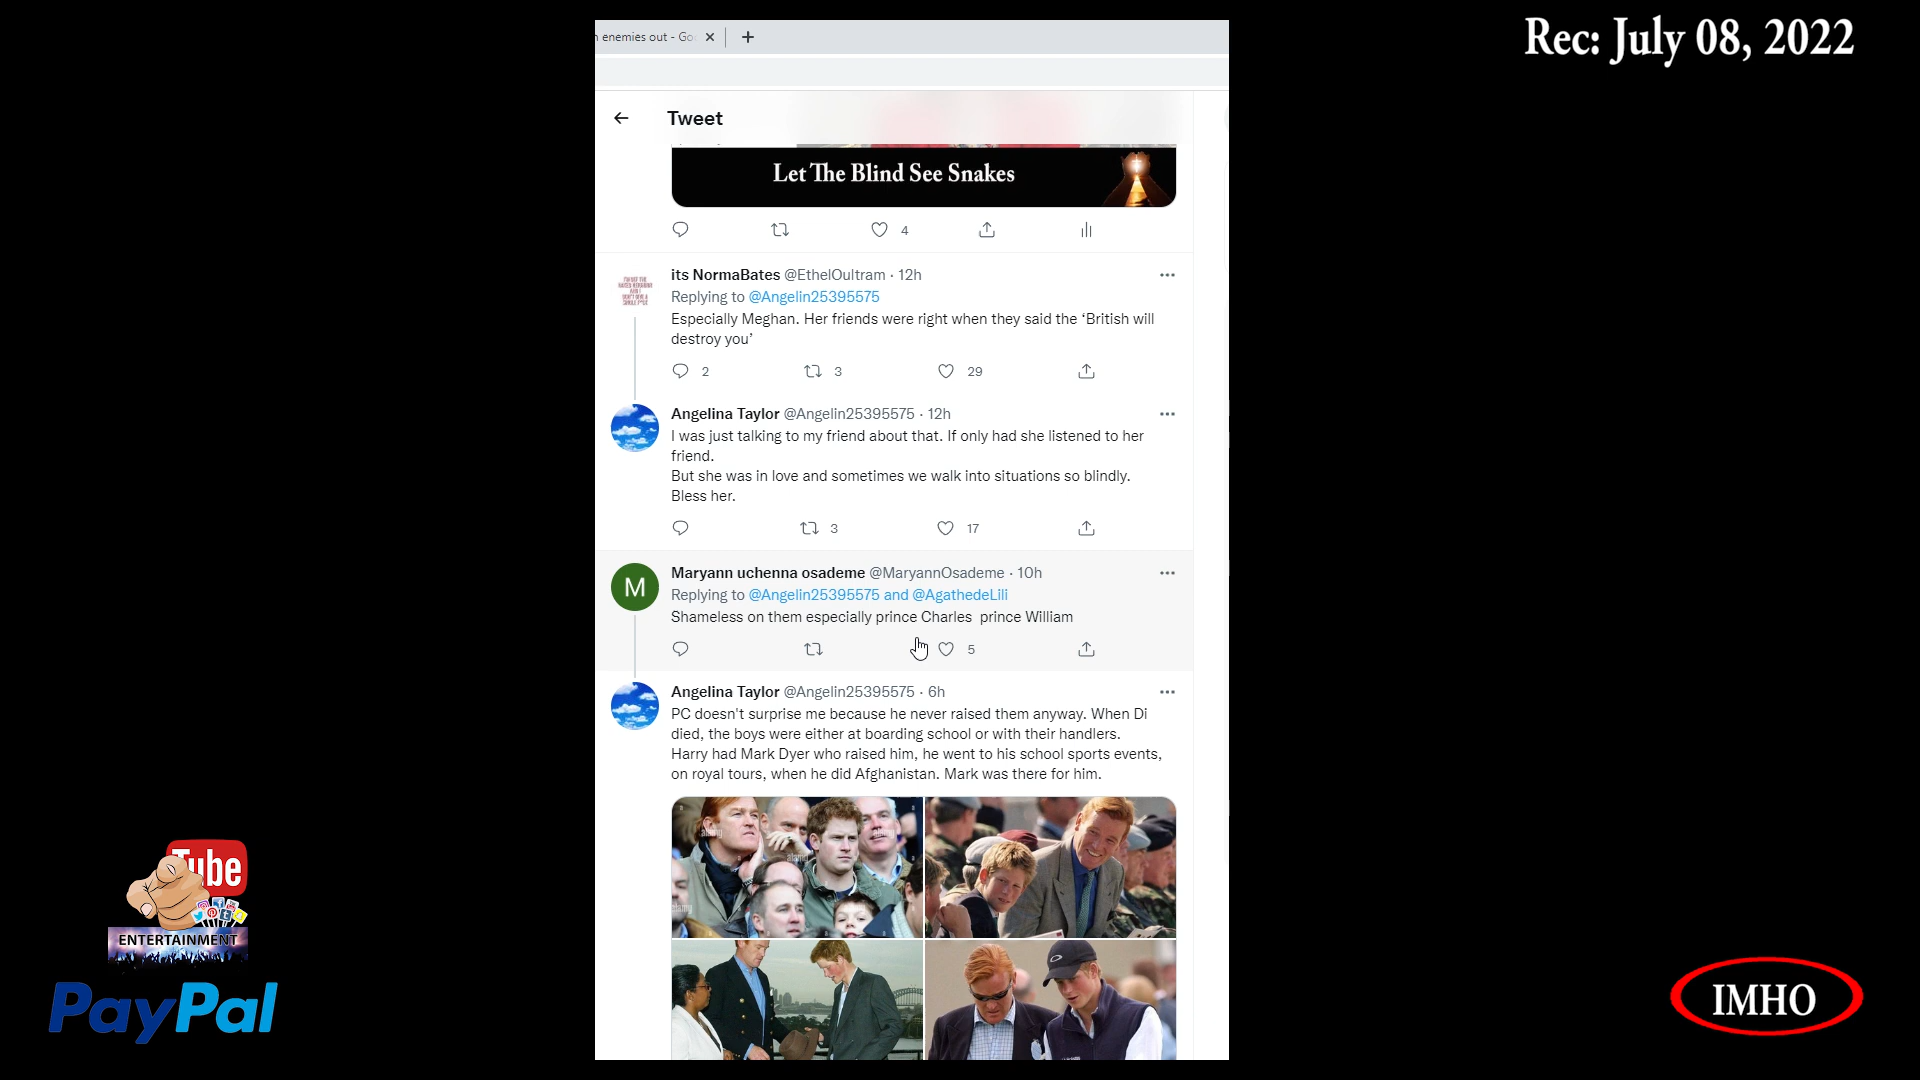 Rec: July 08, 2022
enemies out - Go
Tweet
Let The Blind See Snakes
4
its NormaBates @EthelOultram · 12h
Replying to @Angelin25395575
Especially Meghan. Her friends were right when they said the ‘British will
destroy you’
2 3 29
Angelina Taylor @Angelin25395575 · 12h
I was just talking to my friend about that. If only had she listened to her
friend.
But she was in love and sometimes we walk into situations so blindly.
Bless her.
3 17
M
Maryann uchenna osademe @MaryannOsademe · 10h
Replying to @Angelin25395575 and @AgathedeLili
Shameless on them especially prince Charles  prince William
5
Angelina Taylor @Angelin25395575 · 6h
PC doesn't surprise me because he never raised them anyway. When Di
died, the boys were either at boarding school or with their handlers.
Harry had Mark Dyer who raised him, he went to his school sports events,
on royal tours, when he did Afghanistan. Mark was there for him.
alamy
alamy
alamy
Tube
ENTERTAINMENT
PayPal
IMHO